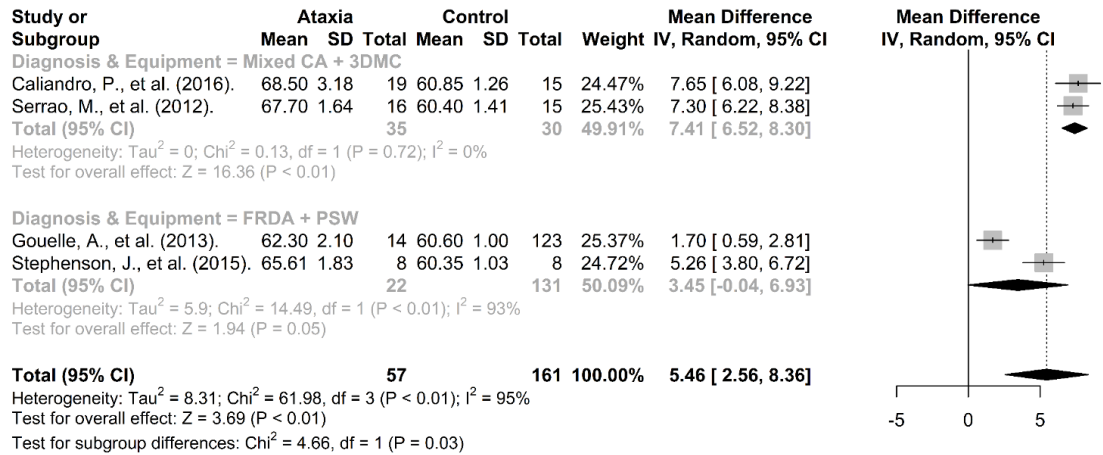 Study or Ataxia Control Mean Difference Mean Difference
Subgroup Mean SD Total Mean SD Total Weight IV, Random, 95% CI IV, Random, 95% CI
Diagnosis & Equipment = Mixed CA + 3DMC
Caliandro, P., et al. (2016). 68.50 3.18 19 60.85 1.26 15 24.47% 7.65 [ 6.08, 9.22]
Serrao, M., et al. (2012). 67.70 1.64 16 60.40 1.41 15 25.43% 7.30 [ 6.22, 8.38]
Total (95% CI) 35 30 49.91% 7.41 [ 6.52, 8.30]
Heterogeneity: Tau² = 0; Chi² = 0.13, df = 1 (P = 0.72); I² = 0%
Test for overall effect: Z = 16.36 (P < 0.01)
Diagnosis & Equipment = FRDA + PSW
Gouelle, A., et al. (2013). 62.30 2.10 14 60.60 1.00 123 25.37% 1.70 [ 0.59, 2.81]
Stephenson, J., et al. (2015). 65.61 1.83 8 60.35 1.03 8 24.72% 5.26 [ 3.80, 6.72]
Total (95% CI) 22 131 50.09% 3.45 [-0.04, 6.93]
Heterogeneity: Tau² = 5.9; Chi² = 14.49, df = 1 (P < 0.01); I² = 93%
Test for overall effect: Z = 1.94 (P = 0.05)
Total (95% CI) 57 161 100.00% 5.46 [ 2.56, 8.36]
Heterogeneity: Tau² = 8.31; Chi² = 61.98, df = 3 (P < 0.01); I² = 95%
Test for overall effect: Z = 3.69 (P < 0.01)
Test for subgroup differences: Chi² = 4.66, df = 1 (P = 0.03)
-5 0 5